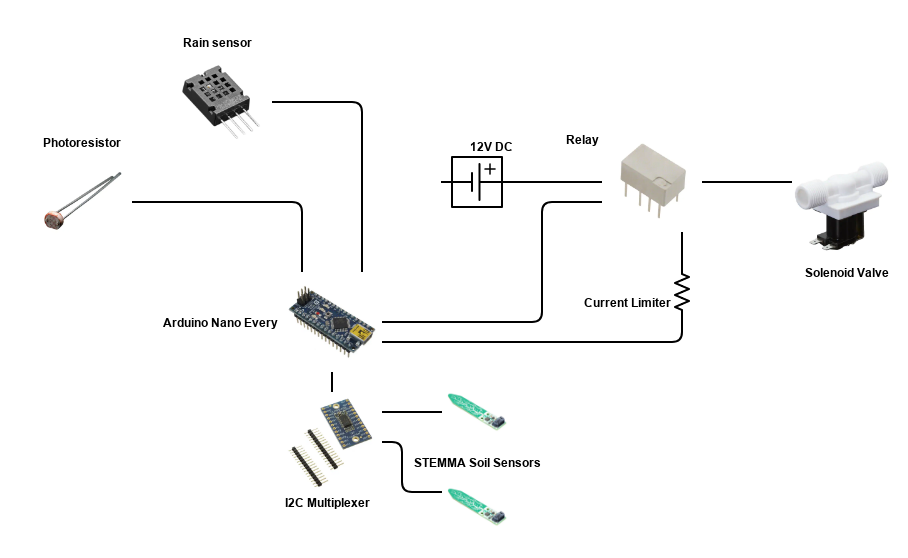 Rain sensor
Photoresistor
12V DC
Relay
Solenoid Valve
Current Limiter
Arduino Nano Every
STEMMA Soil Sensors
I2C Multiplexer